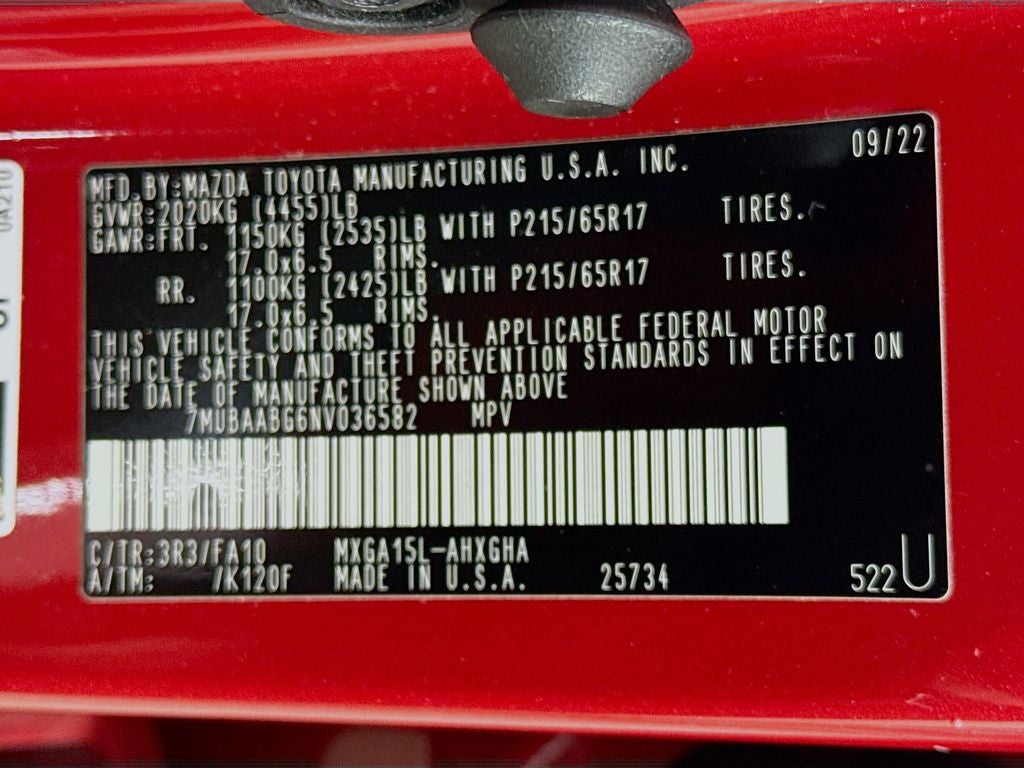 09/22
MFD.BY:MAZDA TOYOTA MANUFACTURING U.S.A. INC.
GVWR:2020KG (4455)LB
GAWR:FRT. 1150KG (2535)LB WITH P215/65R17 TIRES.
17.0x6.5 RIMS.
RR. 1100KG (2425)LB WITH P215/65R17 TIRES.
17.0x6.5 RIMS.
THIS VEHICLE CONFORMS TO ALL APPLICABLE FEDERAL MOTOR
VEHICLE SAFETY AND THEFT PREVENTION STANDARDS IN EFFECT ON
THE DATE OF MANUFACTURE SHOWN ABOVE
7MUBAABG6NV036582 MPV
C/TR:3R3/FA10 MXGA15L-AHXGHA
A/TM: /K120F MADE IN U.S.A. 25734 522 U
0A210